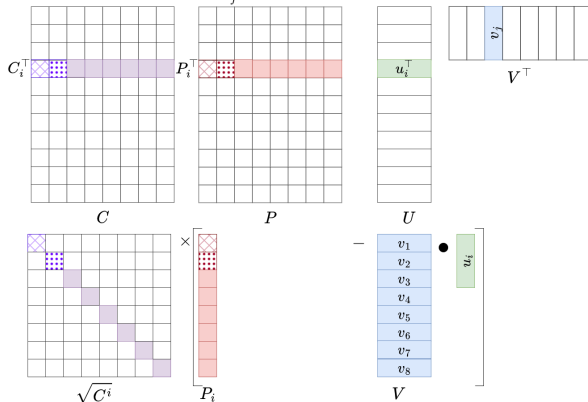 v_j
C_i^⊤
P_i^⊤
u_i^⊤
V^⊤
C
P
U
×
−
v_1
●
u_i
v_2
v_3
v_4
v_5
v_6
v_7
v_8
√C^i
P_i
V